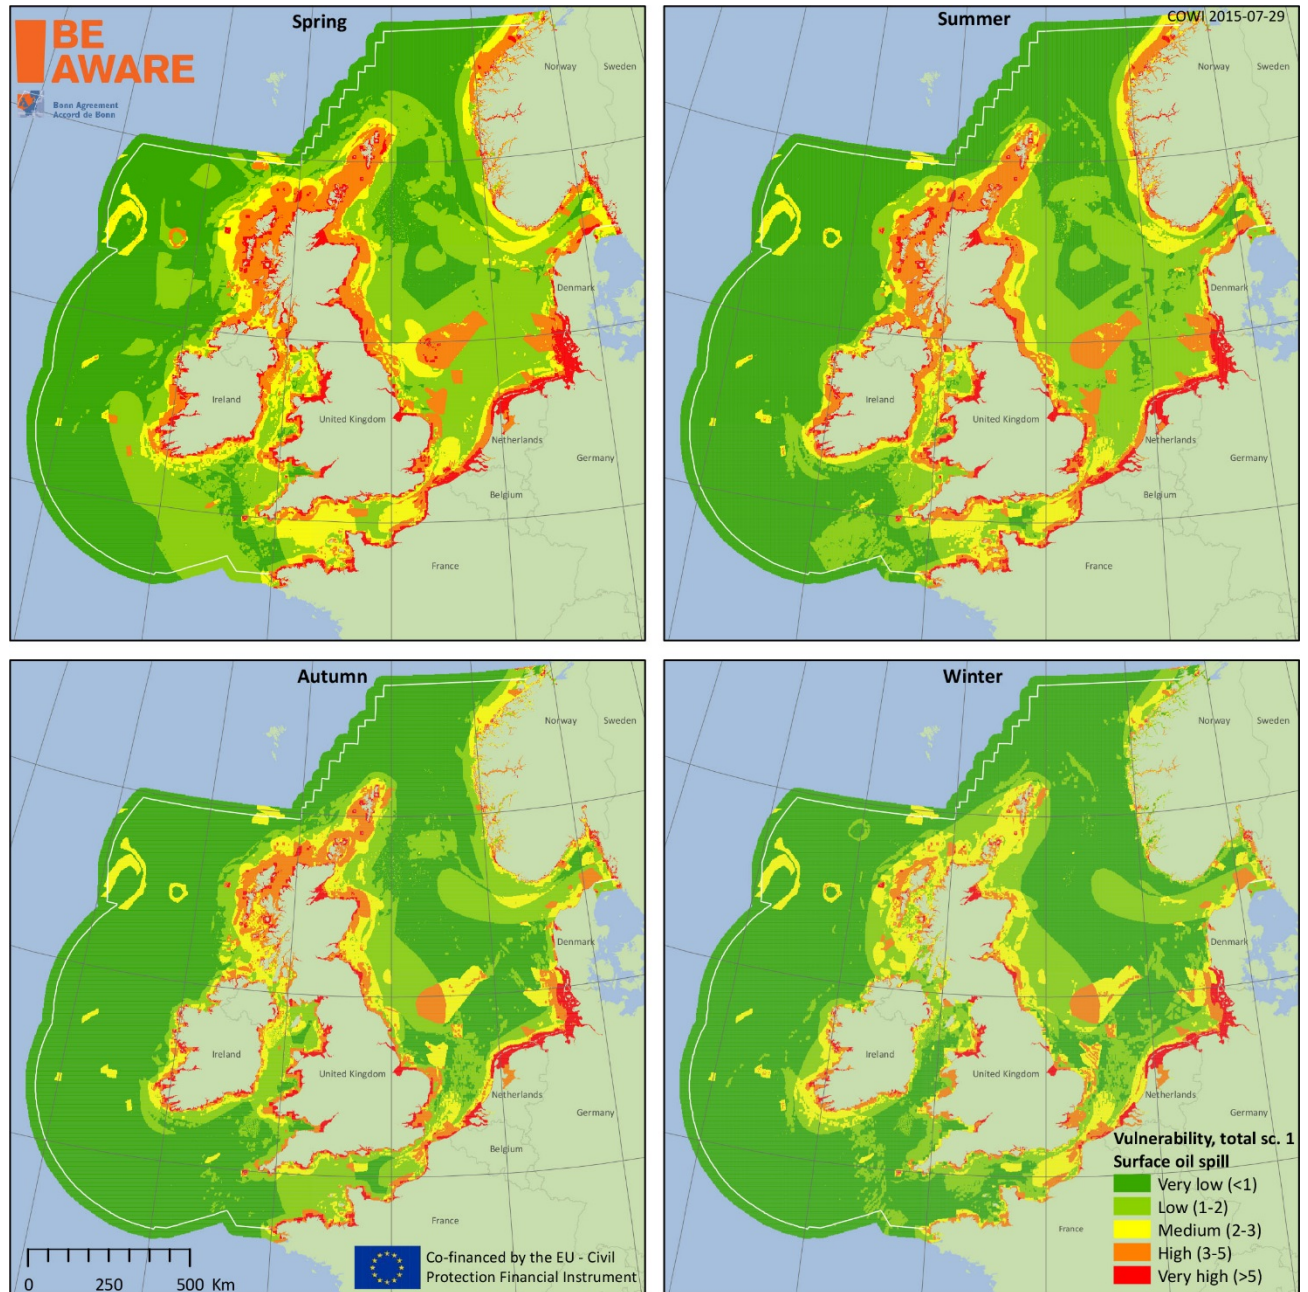 Spring
BE
AWARE
Bonn Agreement
Accord de Bonn
Norway
Sweden
Denmark
Ireland
United Kingdom
Netherlands
Germany
Belgium
France
Summer
COWI 2015-07-29
Norway
Sweden
Denmark
Ireland
United Kingdom
Netherlands
Germany
Belgium
France
Autumn
Norway
Sweden
Denmark
Ireland
United Kingdom
Netherlands
Germany
Belgium
France
0 250 500 Km
Co-financed by the EU - Civil
Protection Financial Instrument
Winter
Norway
Sweden
Denmark
Ireland
United Kingdom
Netherlands
Germany
France
Vulnerability, total sc. 1
Surface oil spill
Very low (<1)
Low (1-2)
Medium (2-3)
High (3-5)
Very high (>5)